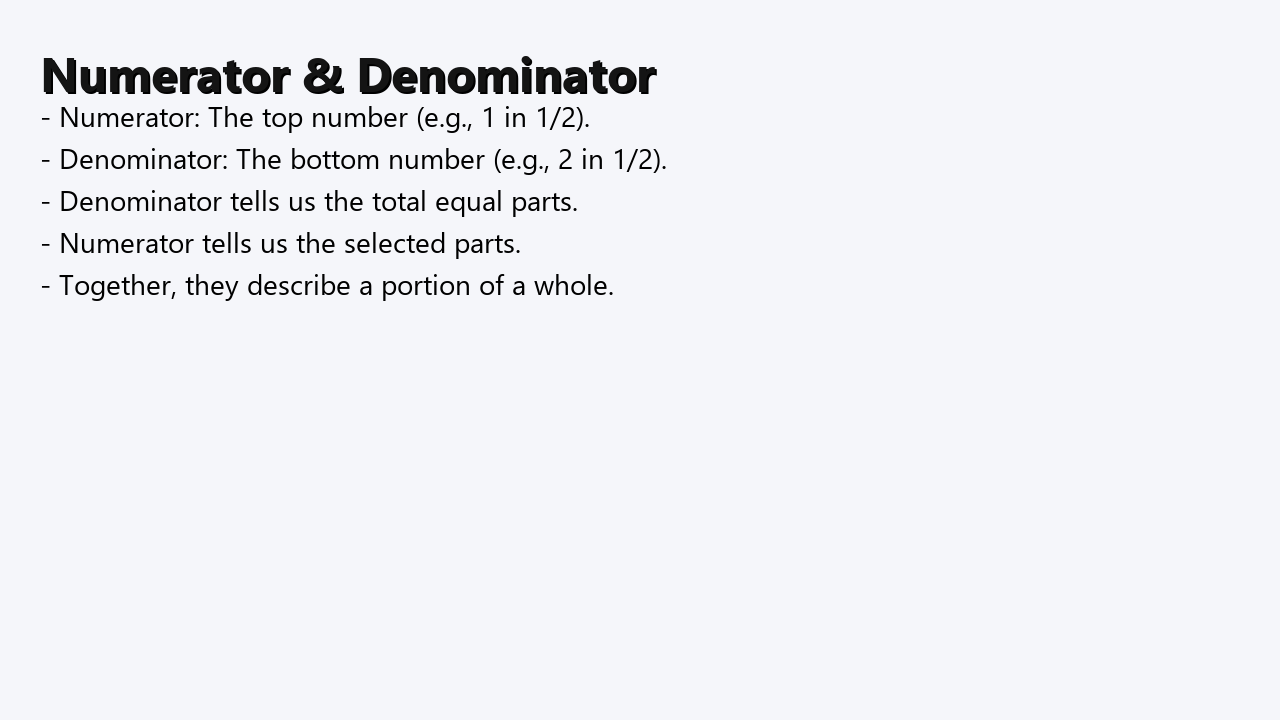 Numerator & Denominator
- Numerator: The top number (e.g., 1 in 1/2).
- Denominator: The bottom number (e.g., 2 in 1/2).
- Denominator tells us the total equal parts.
- Numerator tells us the selected parts.
- Together, they describe a portion of a whole.